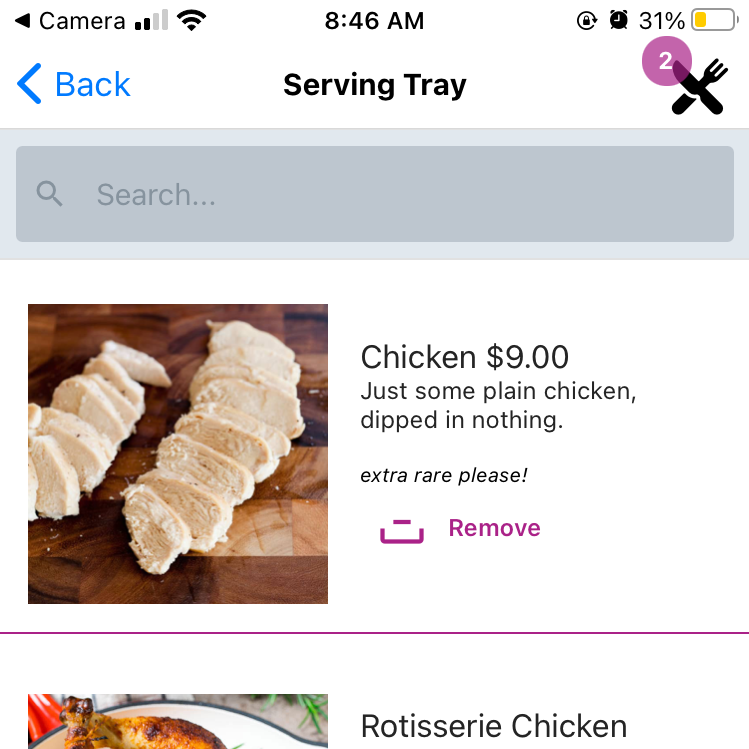 Camera 8:46 AM 31%
Back Serving Tray 2
Search...
Chicken $9.00
Just some plain chicken,
dipped in nothing.
extra rare please!
Remove
Rotisserie Chicken